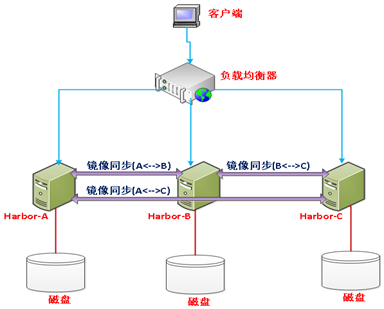 客户端
负载均衡器
镜像同步(A<-->B)
镜像同步(B<-->C)
镜像同步(A<-->C)
Harbor-A
Harbor-B
Harbor-C
磁盘
磁盘
磁盘